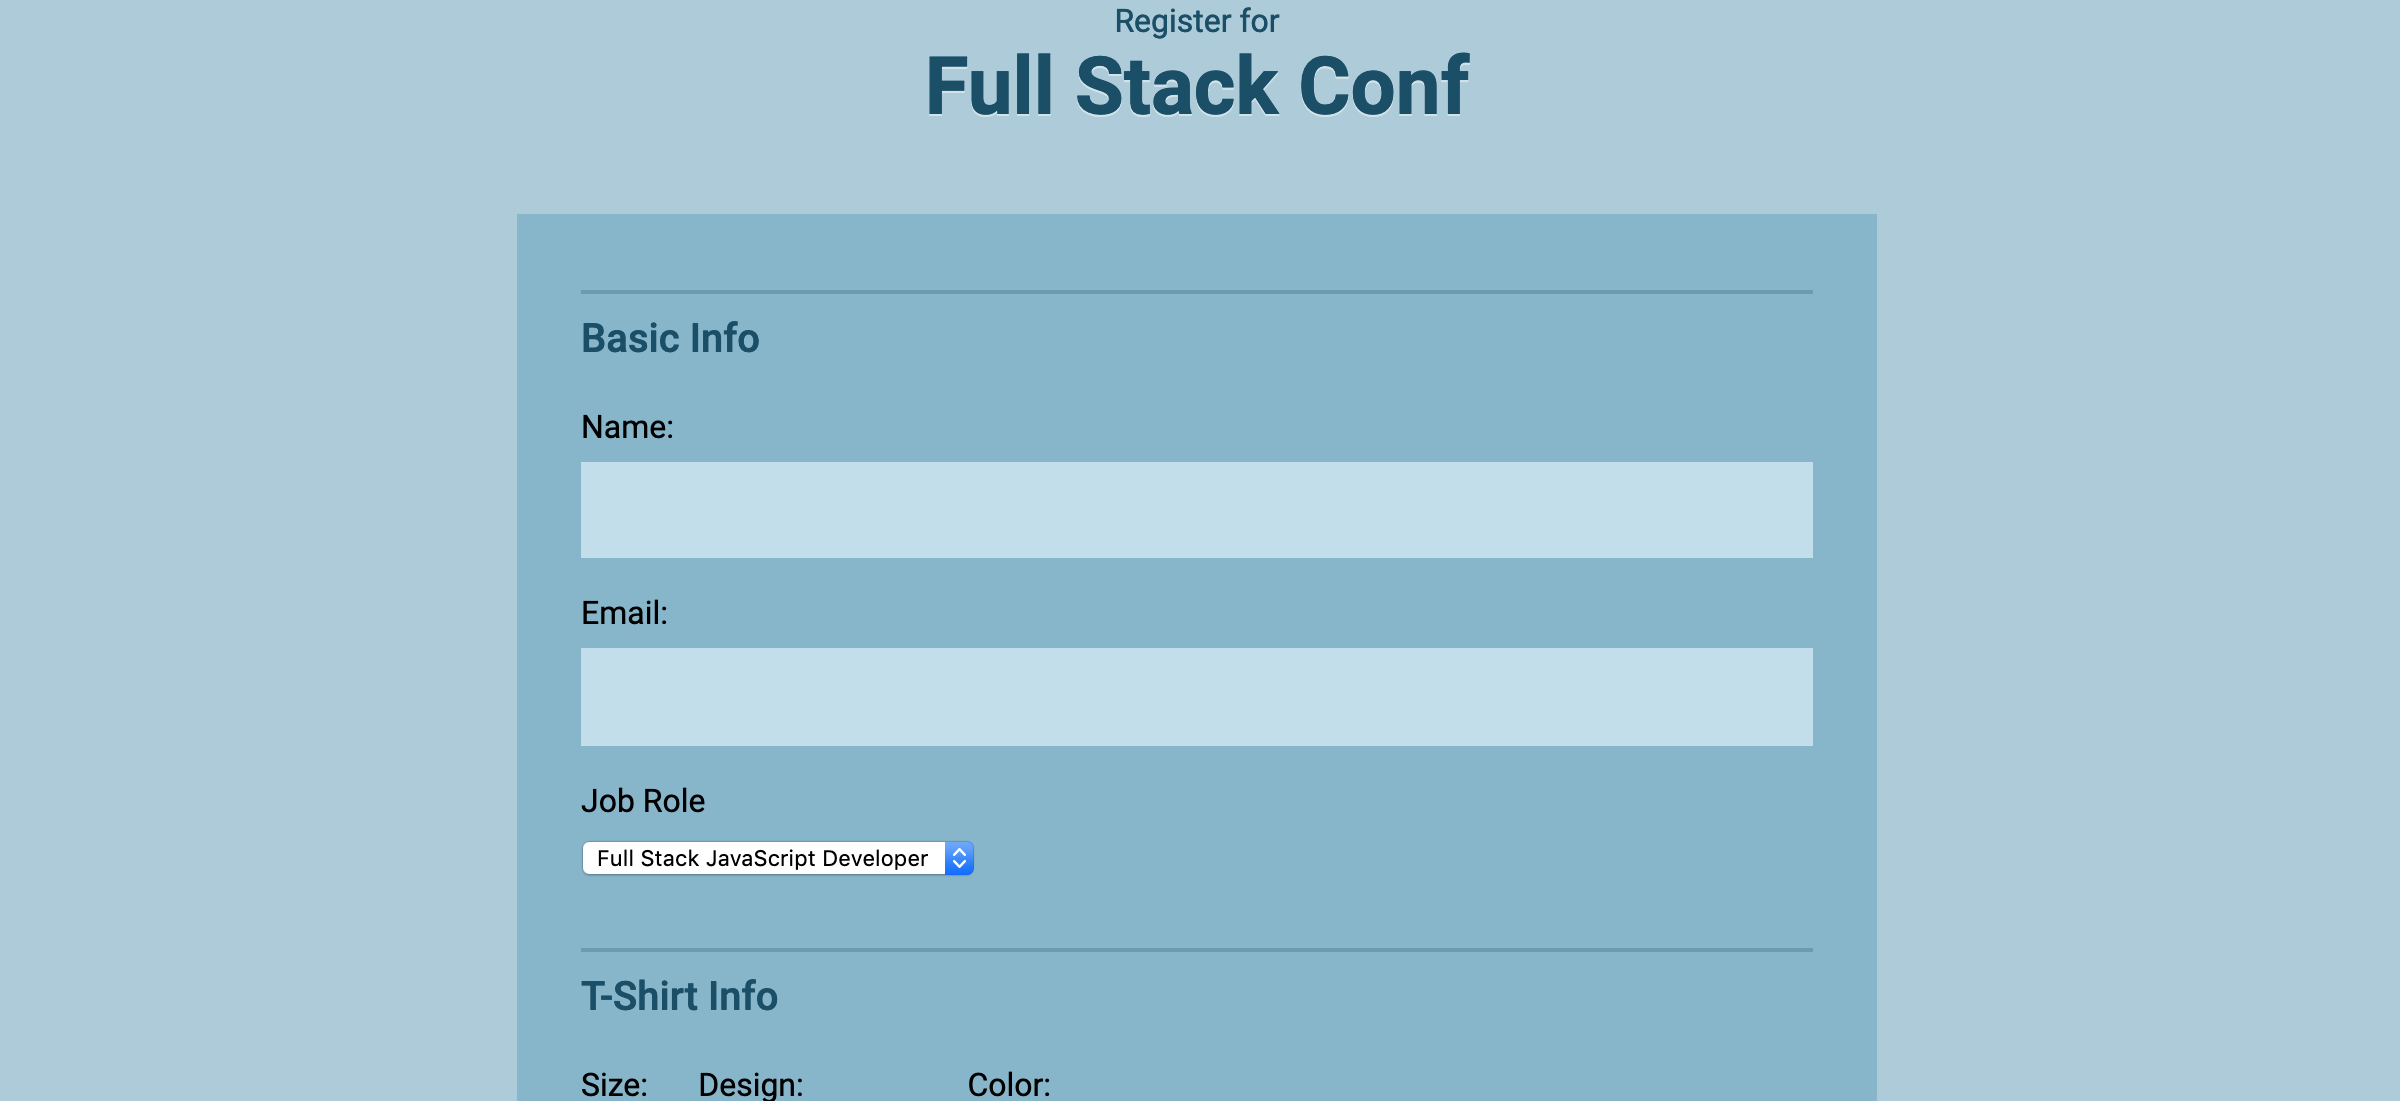 Register for
Full Stack Conf
Basic Info
Name:
Email:
Job Role
Full Stack JavaScript Developer
T-Shirt Info
Size: Design: Color: